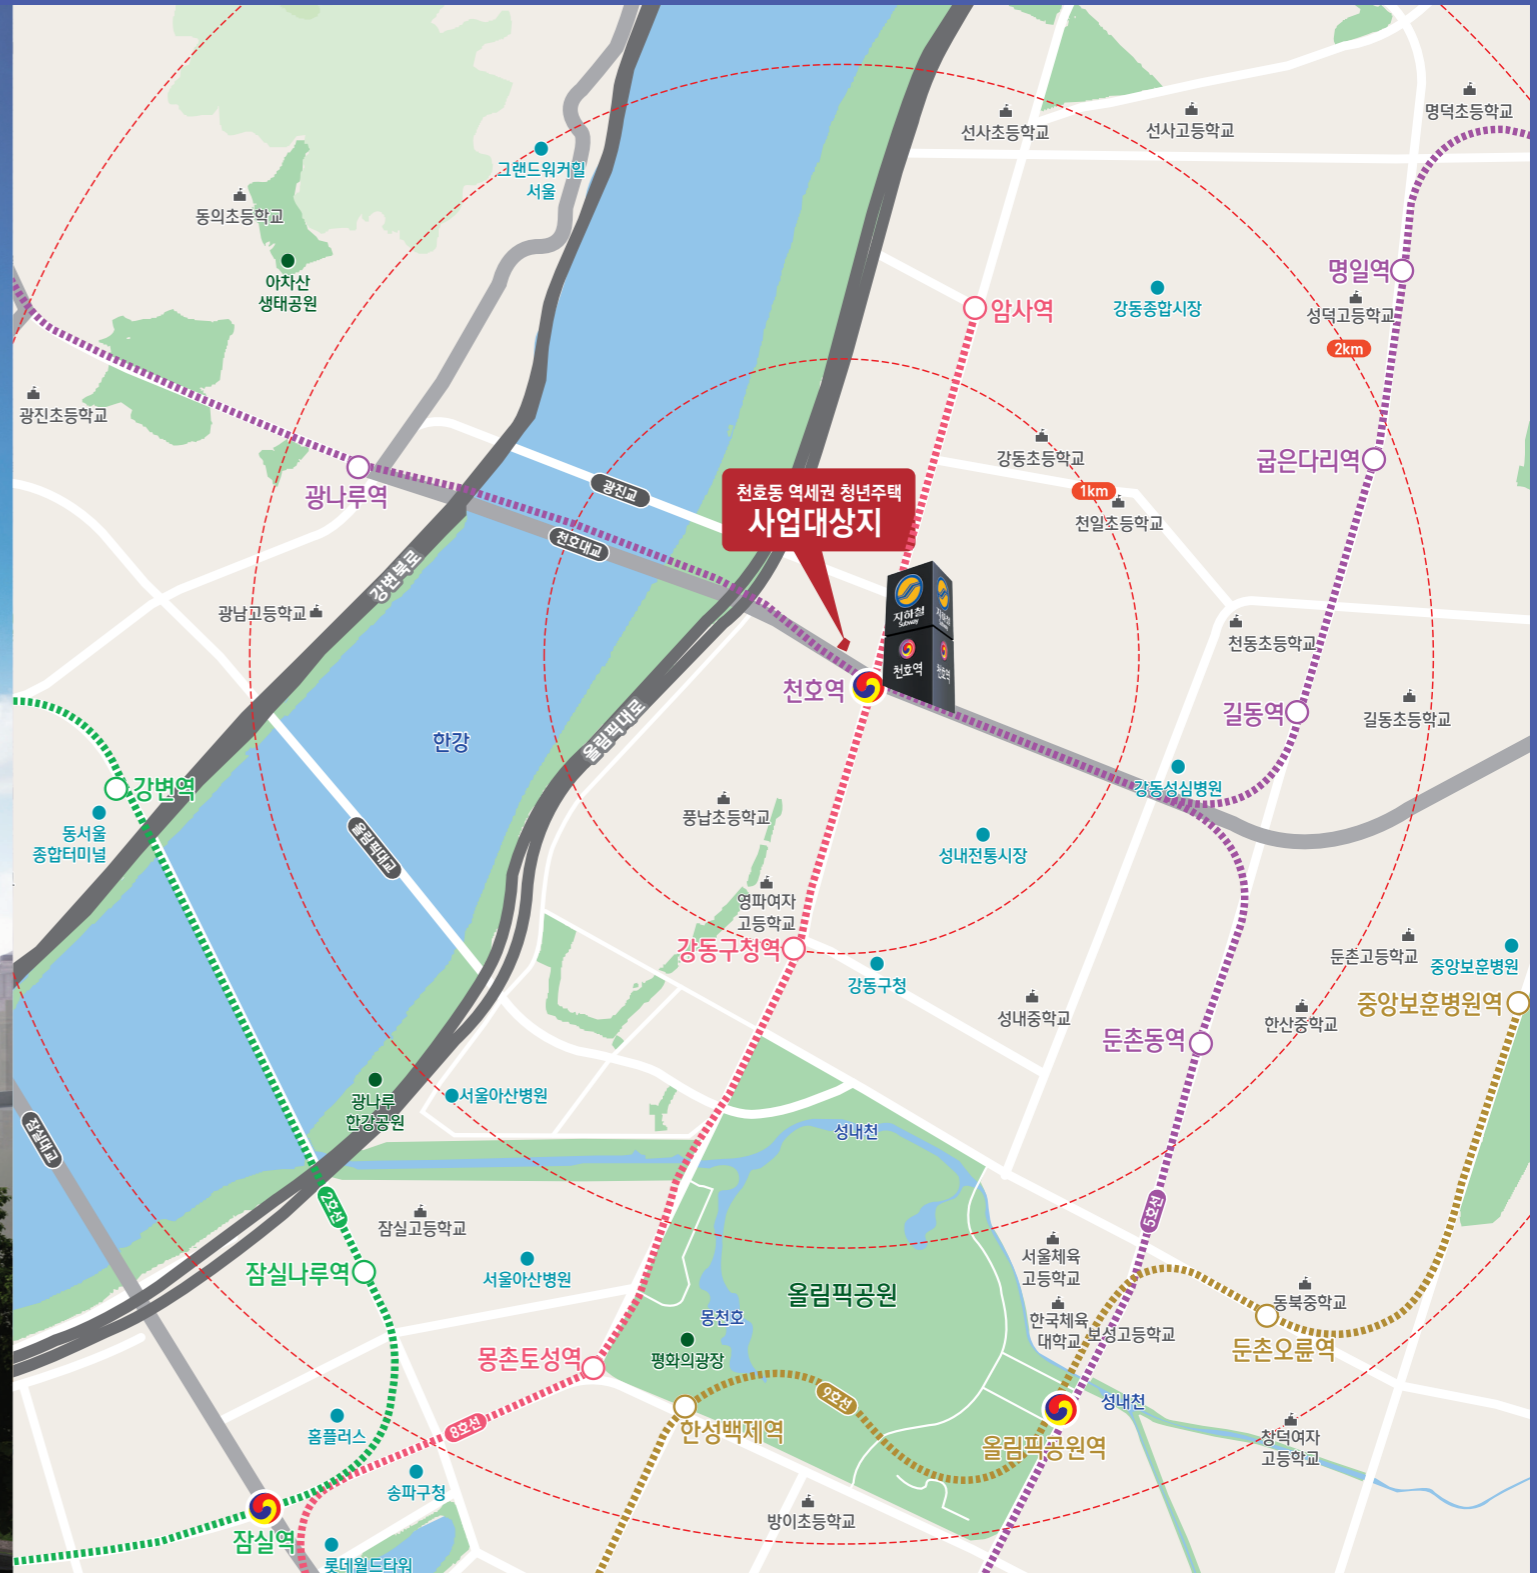 명덕초등학교
선사초등학교
선사고등학교
그랜드워커힐
서울
동의초등학교
아차산
생태공원
명일역
암사역
강동종합시장
성덕고등학교
2km
광진초등학교
강동초등학교
굽은다리역
광나루역
광진교
천호동 역세권 청년주택
사업대상지
1km
천일초등학교
천호대교
강변북로
지하철
Subway
지하철
광남고등학교
천호역
천호역
천동초등학교
천호역
길동역
길동초등학교
올림픽대로
한강
강변역
강동성심병원
동서울
종합터미널
올림픽대교
풍납초등학교
성내전통시장
영파여자
고등학교
강동구청역
강동구청
둔촌고등학교
중앙보훈병원
중앙보훈병원역
성내중학교
한산중학교
둔촌동역
광나루
한강공원
서울아산병원
잠실대교
성내천
2호선
5호선
잠실고등학교
잠실나루역
서울아산병원
서울체육
고등학교
올림픽공원
동북중학교
몽천호
한국체육
대학교
보성고등학교
둔촌오륜역
평화의광장
몽촌토성역
9호선
8호선
한성백제역
성내천
홈플러스
올림픽공원역
창덕여자
고등학교
송파구청
방이초등학교
잠실역
롯데월드타워